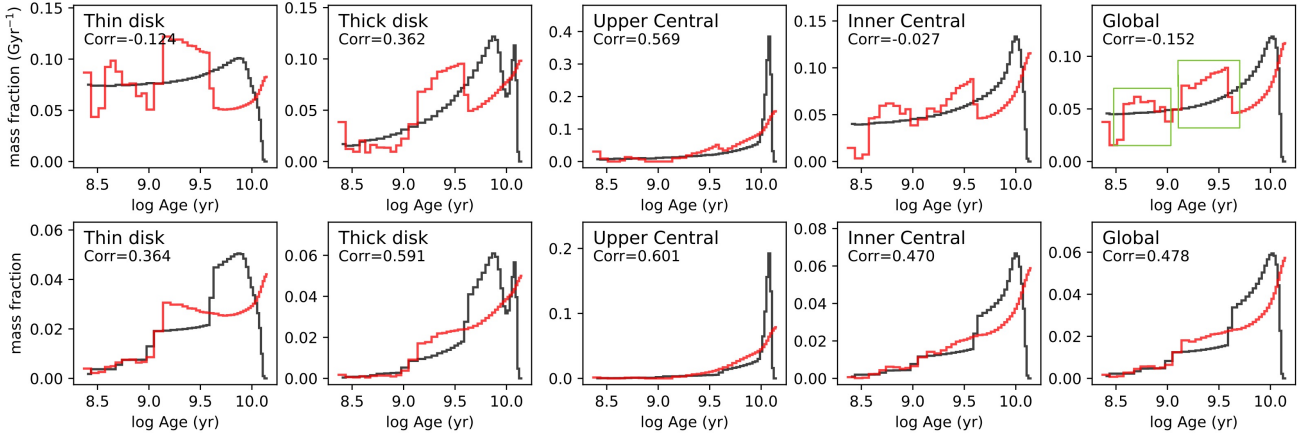 Thin disk
Corr=-0.124
mass fraction (Gyr⁻¹)
0.15
0.10
0.05
0.00
8.5 9.0 9.5 10.0
log Age (yr)
Thick disk
Corr=0.362
0.15
0.10
0.05
0.00
8.5 9.0 9.5 10.0
log Age (yr)
Upper Central
Corr=0.569
0.4
0.3
0.2
0.1
0.0
8.5 9.0 9.5 10.0
log Age (yr)
Inner Central
Corr=-0.027
0.15
0.10
0.05
0.00
8.5 9.0 9.5 10.0
log Age (yr)
Global
Corr=-0.152
0.10
0.05
0.00
8.5 9.0 9.5 10.0
log Age (yr)
Thin disk
Corr=0.364
mass fraction
0.06
0.04
0.02
0.00
8.5 9.0 9.5 10.0
log Age (yr)
Thick disk
Corr=0.591
0.06
0.04
0.02
0.00
8.5 9.0 9.5 10.0
log Age (yr)
Upper Central
Corr=0.601
0.2
0.1
0.0
8.5 9.0 9.5 10.0
log Age (yr)
Inner Central
Corr=0.470
0.08
0.06
0.04
0.02
0.00
8.5 9.0 9.5 10.0
log Age (yr)
Global
Corr=0.478
0.06
0.04
0.02
0.00
8.5 9.0 9.5 10.0
log Age (yr)